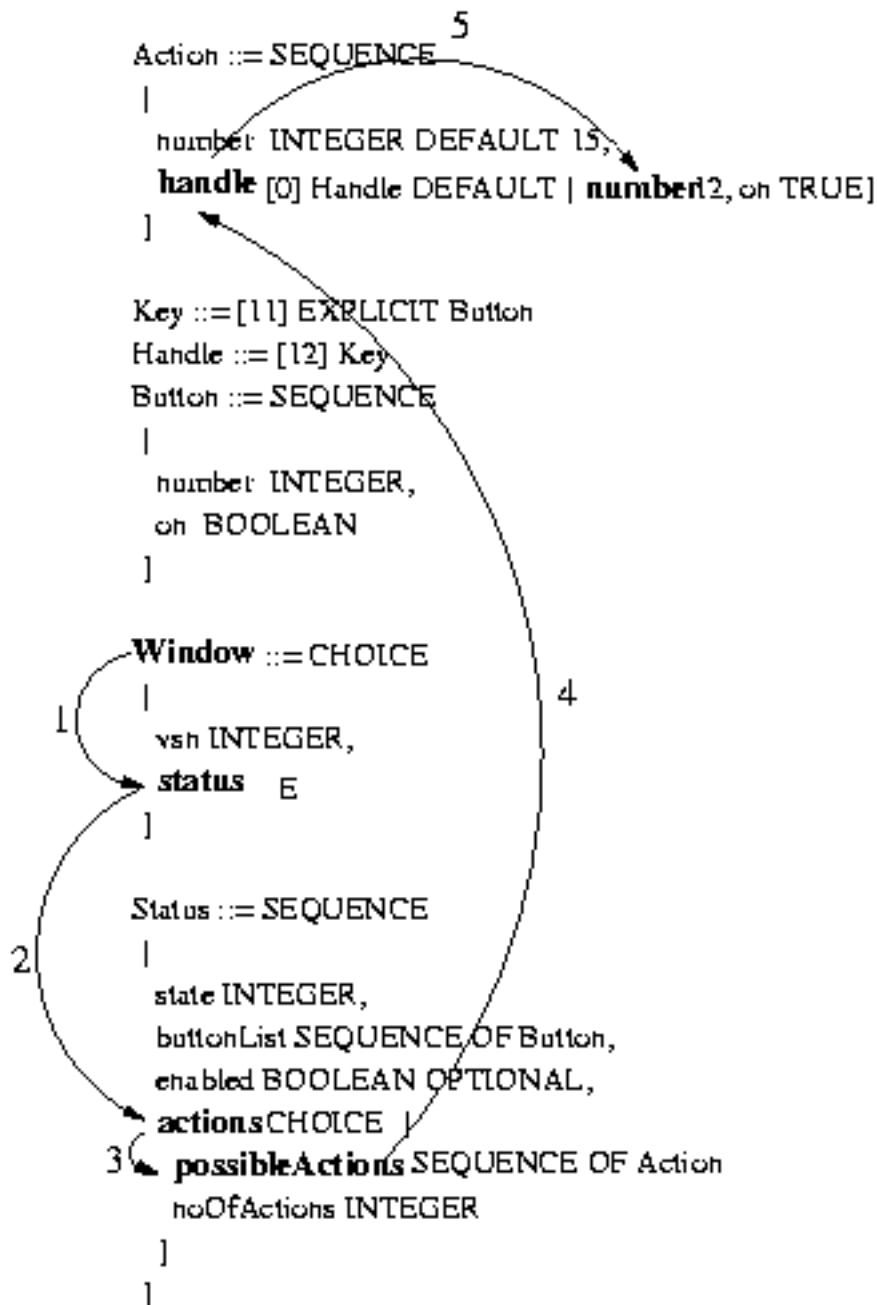 5
Action ::= SEQUENCE
|
number INTEGER DEFAULT 15,
handle [0] Handle DEFAULT | number12, on TRUE]
]
Key ::= [11] EXPLICIT Button
Handle ::= [12] Key
Button ::= SEQUENCE
|
number INTEGER,
on BOOLEAN
]
Window ::= CHOICE
|
4
1
vsn INTEGER,
status E
]
Status ::= SEQUENCE
2
|
state INTEGER,
buttonList SEQUENCE OF Button,
enabled BOOLEAN OPTIONAL,
actions CHOICE |
3 possibleActions SEQUENCE OF Action
noOfActions INTEGER
]
]